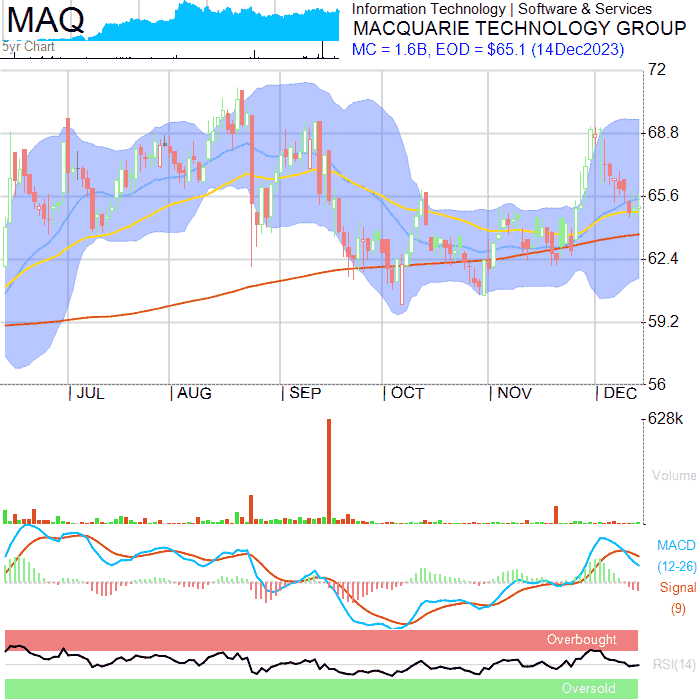 MAQ
5yr Chart
Information Technology | Software & Services
MACQUARIE TECHNOLOGY GROUP
MC = 1.6B, EOD = $65.1 (14Dec2023)
72
68.8
65.6
62.4
59.2
56
| JUL | AUG | SEP | OCT | NOV | DEC
628k
Volume
MACD
(12-26)
Signal
(9)
Overbought
RSI(14)
Oversold